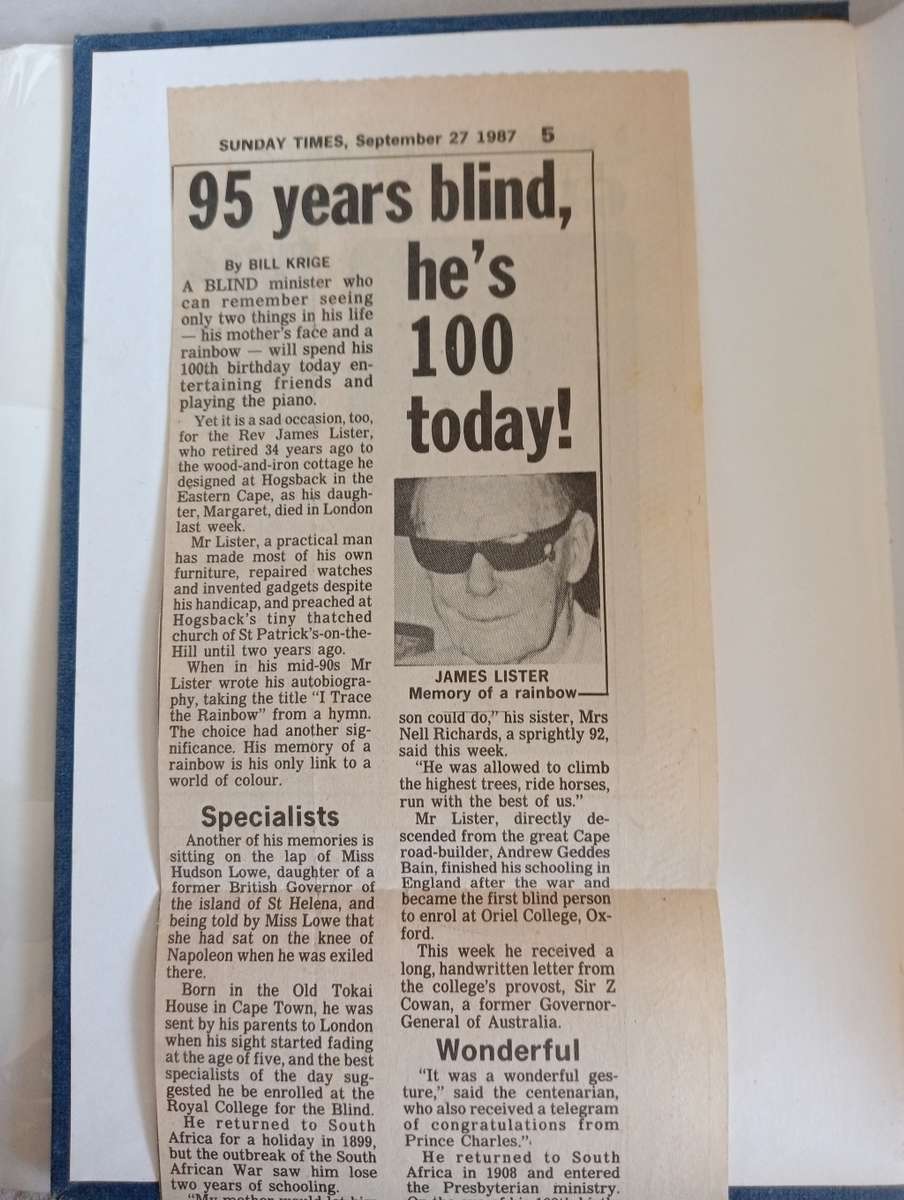 SUNDAY TIMES, September 27 1987 5
95 years blind,
he's
100
today!
By BILL KRIGE
A BLIND minister who
can remember seeing
only two things in his life
— his mother's face and a
rainbow — will spend his
100th birthday today en-
tertaining friends and
playing the piano.
Yet it is a sad occasion, too,
for the Rev James Lister,
who retired 34 years ago to
the wood-and-iron cottage he
designed at Hogsback in the
Eastern Cape, as his daugh-
ter, Margaret, died in London
last week.
Mr Lister, a practical man
has made most of his own
furniture, repaired watches
and invented gadgets despite
his handicap, and preached at
Hogsback's tiny thatched
church of St Patrick's-on-the-
Hill until two years ago.
When in his mid-90s Mr
Lister wrote his autobiogra-
phy, taking the title "I Trace
the Rainbow" from a hymn.
The choice had another sig-
nificance. His memory of a
rainbow is his only link to a
world of colour.
Specialists
Another of his memories is
sitting on the lap of Miss
Hudson Lowe, daughter of a
former British Governor of
the island of St Helena, and
being told by Miss Lowe that
she had sat on the knee of
Napoleon when he was exiled
there.
Born in the Old Tokai
House in Cape Town, he was
sent by his parents to London
when his sight started fading
at the age of five, and the best
specialists of the day sug-
gested he be enrolled at the
Royal College for the Blind.
He returned to South
Africa for a holiday in 1899,
but the outbreak of the South
African War saw him lose
two years of schooling.
"My mother would let him
JAMES LISTER
Memory of a rainbow
son could do," his sister, Mrs
Nell Richards, a sprightly 92,
said this week.
"He was allowed to climb
the highest trees, ride horses,
run with the best of us."
Mr Lister, directly de-
scended from the great Cape
road-builder, Andrew Geddes
Bain, finished his schooling in
England after the war and
became the first blind person
to enrol at Oriel College, Ox-
ford.
This week he received a
long, handwritten letter from
the college's provost, Sir Z
Cowan, a former Governor-
General of Australia.
Wonderful
"It was a wonderful ges-
ture," said the centenarian,
who also received a telegram
of congratulations from
Prince Charles.".
He returned to South
Africa in 1908 and entered
the Presbyterian ministry.